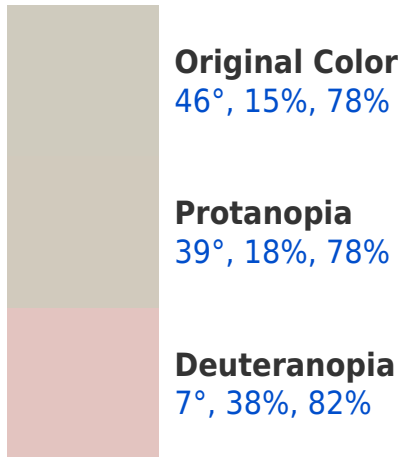 Original Color
46°, 15%, 78%
Protanopia
39°, 18%, 78%
Deuteranopia
7°, 38%, 82%